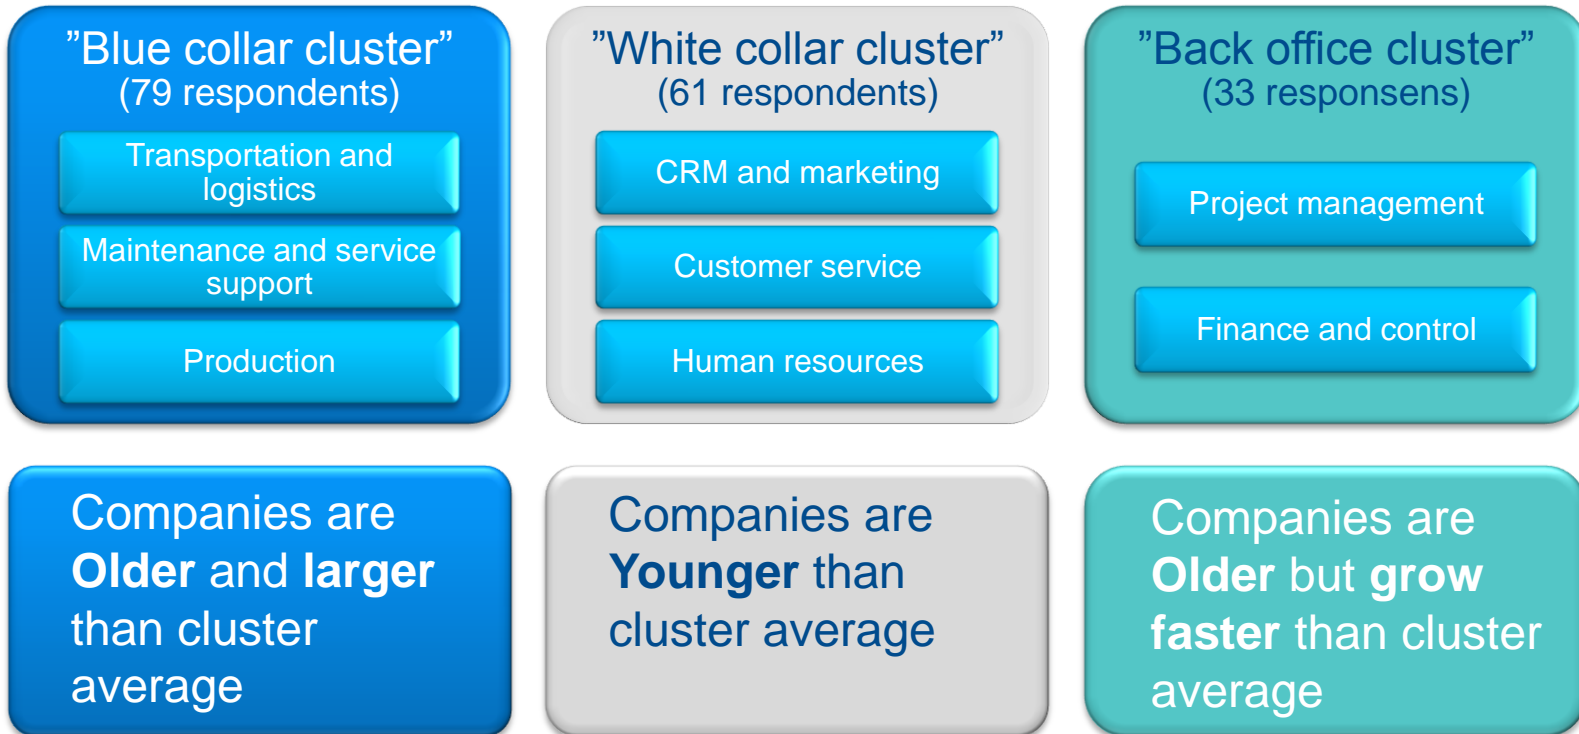 ”Blue collar cluster”
(79 respondents)
Transportation and
logistics
Maintenance and service
support
Production
”White collar cluster”
(61 respondents)
CRM and marketing
Customer service
Human resources
”Back office cluster”
(33 responsens)
Project management
Finance and control
Companies are
Older and larger
than cluster
average
Companies are
Younger than
cluster average
Companies are
Older but grow
faster than cluster
average